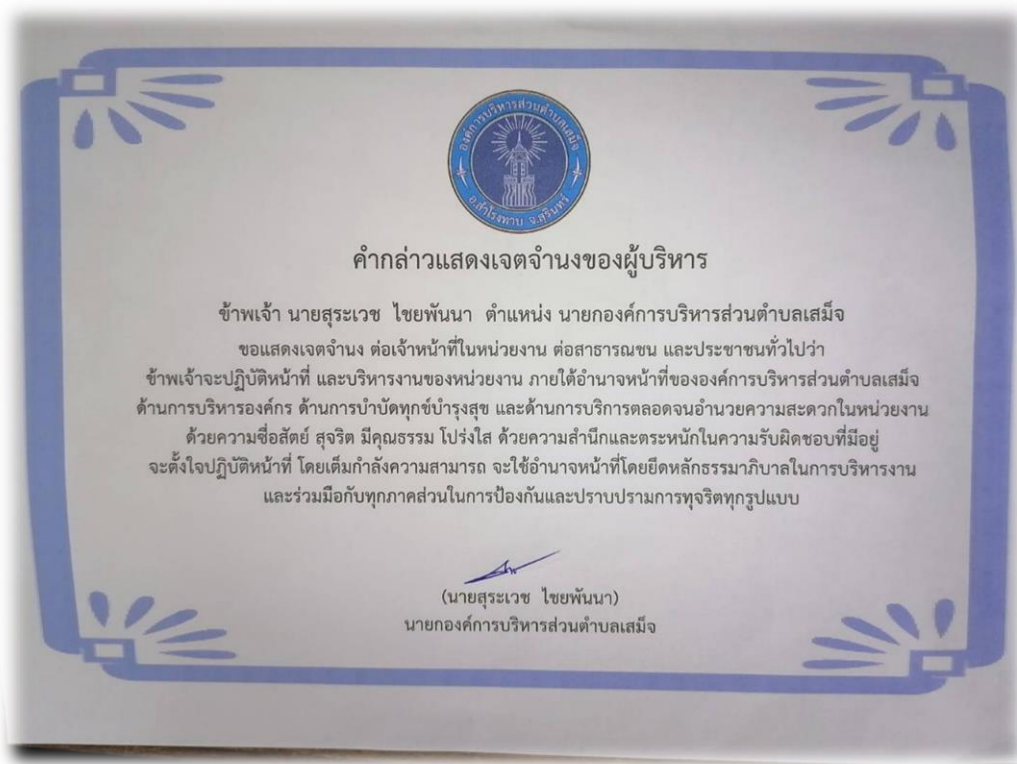 องค์การบริหารส่วนตำบลเสม็จ
อ.สำโรงทาบ จ.สุรินทร์
คำกล่าวแสดงเจตจำนงของผู้บริหาร
ข้าพเจ้า นายสุระเวช ไชยพันนา ตำแหน่ง นายกองค์การบริหารส่วนตำบลเสม็จ
ขอแสดงเจตจำนง ต่อเจ้าหน้าที่ในหน่วยงาน ต่อสาธารณชน และประชาชนทั่วไปว่า
ข้าพเจ้าจะปฏิบัติหน้าที่ และบริหารงานของหน่วยงาน ภายใต้อำนาจหน้าที่ขององค์การบริหารส่วนตำบลเสม็จ
ด้านการบริหารองค์กร ด้านการบำบัดทุกข์บำรุงสุข และด้านการบริการตลอดจนอำนวยความสะดวกในหน่วยงาน
ด้วยความซื่อสัตย์ สุจริต มีคุณธรรม โปร่งใส ด้วยความสำนึกและตระหนักในความรับผิดชอบที่มีอยู่
จะตั้งใจปฏิบัติหน้าที่ โดยเต็มกำลังความสามารถ จะใช้อำนาจหน้าที่โดยยึดหลักธรรมาภิบาลในการบริหารงาน
และร่วมมือกับทุกภาคส่วนในการป้องกันและปราบปรามการทุจริตทุกรูปแบบ
(นายสุระเวช ไชยพันนา)
นายกองค์การบริหารส่วนตำบลเสม็จ